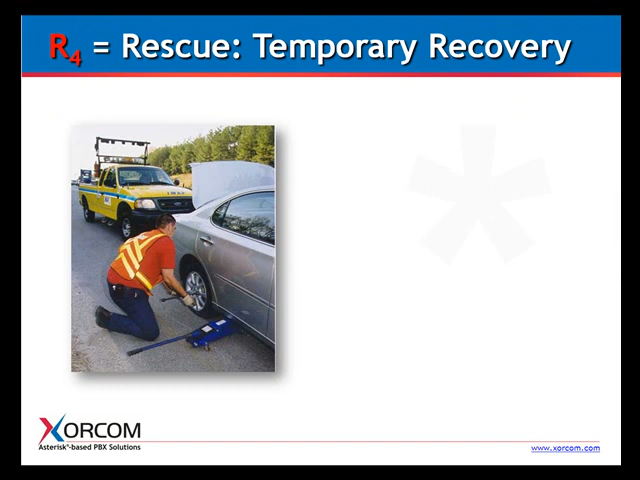 R4 = Rescue: Temporary Recovery
XORCOM
Asterisk®-based PBX Solutions
www.xorcom.com